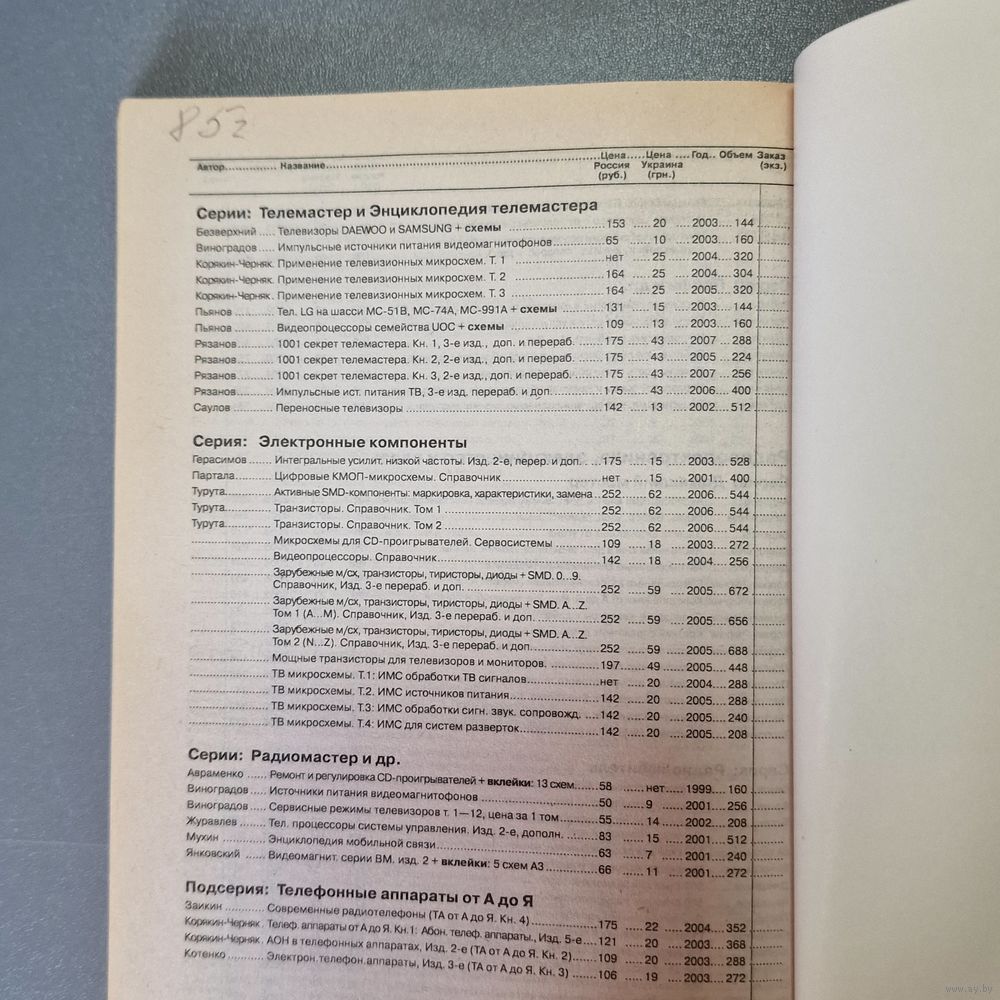 85г
Автор............... Название.............................................Цена.....Цена ....Год.. Объем Заказ
Россия Украина (экз.)
(руб.) (грн.)
Серии: Телемастер и Энциклопедия телемастера
Безверхний ..... Телевизоры DAEWOO и SAMSUNG + схемы ......153 ....20 ....2003...144
Виноградов..... Импульсные источники питания видеомагнитофонов......65 .....10 ....2003...160
Корякин-Черняк. Применение телевизионных микросхем. Т. 1 ......нет .....25 ....2004...320
Корякин-Черняк. Применение телевизионных микросхем. Т. 2 ......164 .....25 ....2004...304
Корякин-Черняк. Применение телевизионных микросхем. Т. 3 ......164 .....25 ....2005...320
Пьянов .......... Тел. LG на шасси МС-51В, МС-74А, МС-991А + схемы ......131 .....15 ....2003...144
Пьянов .......... Видеопроцессоры семейства UOC + схемы ......109 .....13 ....2003...160
Рязанов.......... 1001 секрет телемастера. Кн. 1, 3-е изд., доп. и перераб. ......175 .....43 ....2007 ...288
Рязанов.......... 1001 секрет телемастера. Кн. 2, 2-е изд., доп. и перераб. ......175 .....43 ....2005 ...224
Рязанов.......... 1001 секрет телемастера. Кн. 3, 2-е изд., доп. и перераб. ......175 .....43 ....2007 ...256
Рязанов.......... Импульсные ист. питания ТВ, 3-е изд. перераб. и доп.......175 .....43 ....2006....400
Саулов .......... Переносные телевизоры ......142 .....13 ....2002....512
Серия: Электронные компоненты
Герасимов ...... Интегральные усилит. низкой частоты. Изд. 2-е, перер. и доп. ....175 .....15 ....2003....528
Партала.......... Цифровые КМОП-микросхемы. Справочник......нет .....15 ....2001....400
Турута.......... Активные SMD-компоненты: маркировка, характеристики, замена ..252 .....62 ....2006....544
Турута.......... Транзисторы. Справочник. Том 1 ......252 .....62 ....2006....544
Турута.......... Транзисторы. Справочник. Том 2 ......252 .....62 ....2006....544
.......... Микросхемы для CD-проигрывателей. Сервосистемы ......109 .....18 ....2003....272
.......... Видеопроцессоры. Справочник......142 .....18 ....2004....256
.......... Зарубежные м/сх, транзисторы, тиристоры, диоды + SMD. 0...9.
Справочник, Изд. 3-е перераб. и доп. ......252 .....59 ....2005....672
.......... Зарубежные м/сх, транзисторы, тиристоры, диоды + SMD. A...Z.
Том 1 (A...M). Справочник, Изд. 3-е перераб. и доп. ......252 .....59 ....2005....656
.......... Зарубежные м/сх, транзисторы, тиристоры, диоды + SMD. A...Z.
Том 2 (N...Z). Справочник, Изд. 3-е перераб. и доп.......252 .....59 ....2005....688
.......... Мощные транзисторы для телевизоров и мониторов. ......197 .....49 ....2005....448
.......... ТВ микросхемы. Т.1: ИМС обработки ТВ сигналов......нет .....20 ....2004....288
.......... ТВ микросхемы. Т.2. ИМС источников питания......142 .....20 ....2005....288
.......... ТВ микросхемы. Т.3: ИМС обработки сигн. звук. сопровожд. ....142 .....20 ....2005....240
.......... ТВ микросхемы. Т.4: ИМС для систем разверток......142 .....20 ....2005....208
Серии: Радиомастер и др.
Авраменко ..... Ремонт и регулировка CD-проигрывателей + вклейки: 13 схем.....58 .....нет....1999....160
Виноградов..... Источники питания видеомагнитофонов ......50 .....9 ....2001....256
Виноградов..... Сервисные режимы телевизоров т. 1—12, цена за 1 том ......55 .....14 ....2002....208
Журавлев ....... Тел. процессоры системы управления. Изд. 2-е, дополн. ......83 .....15 ....2001....512
Мухин .......... Энциклопедия мобильной связи......63 .....7 ....2001....240
Янковский ..... Видеомагнит. серии ВМ. изд. 2 + вклейки: 5 схем А3 ......66 .....11 ....2001....272
Подсерия: Телефонные аппараты от А до Я
Заикин .......... Современные радиотелефоны (ТА от А до Я. Кн. 4) ......175 .....22 ....2004....352
Корякин-Черняк. Телеф. аппараты от А до Я. Кн.1: Абон. телеф. аппараты., Изд. 5-е....121 .....20 ....2003....368
Корякин-Черняк. АОН в телефонных аппаратах, Изд. 2-е (ТА от А до Я. Кн. 2)......109 .....20 ....2003....288
Котенко .......... Электрон.телефон.аппараты, Изд. 3-е (ТА от А до Я. Кн. 3) ......106 .....19 ....2003....272
www.ay.by